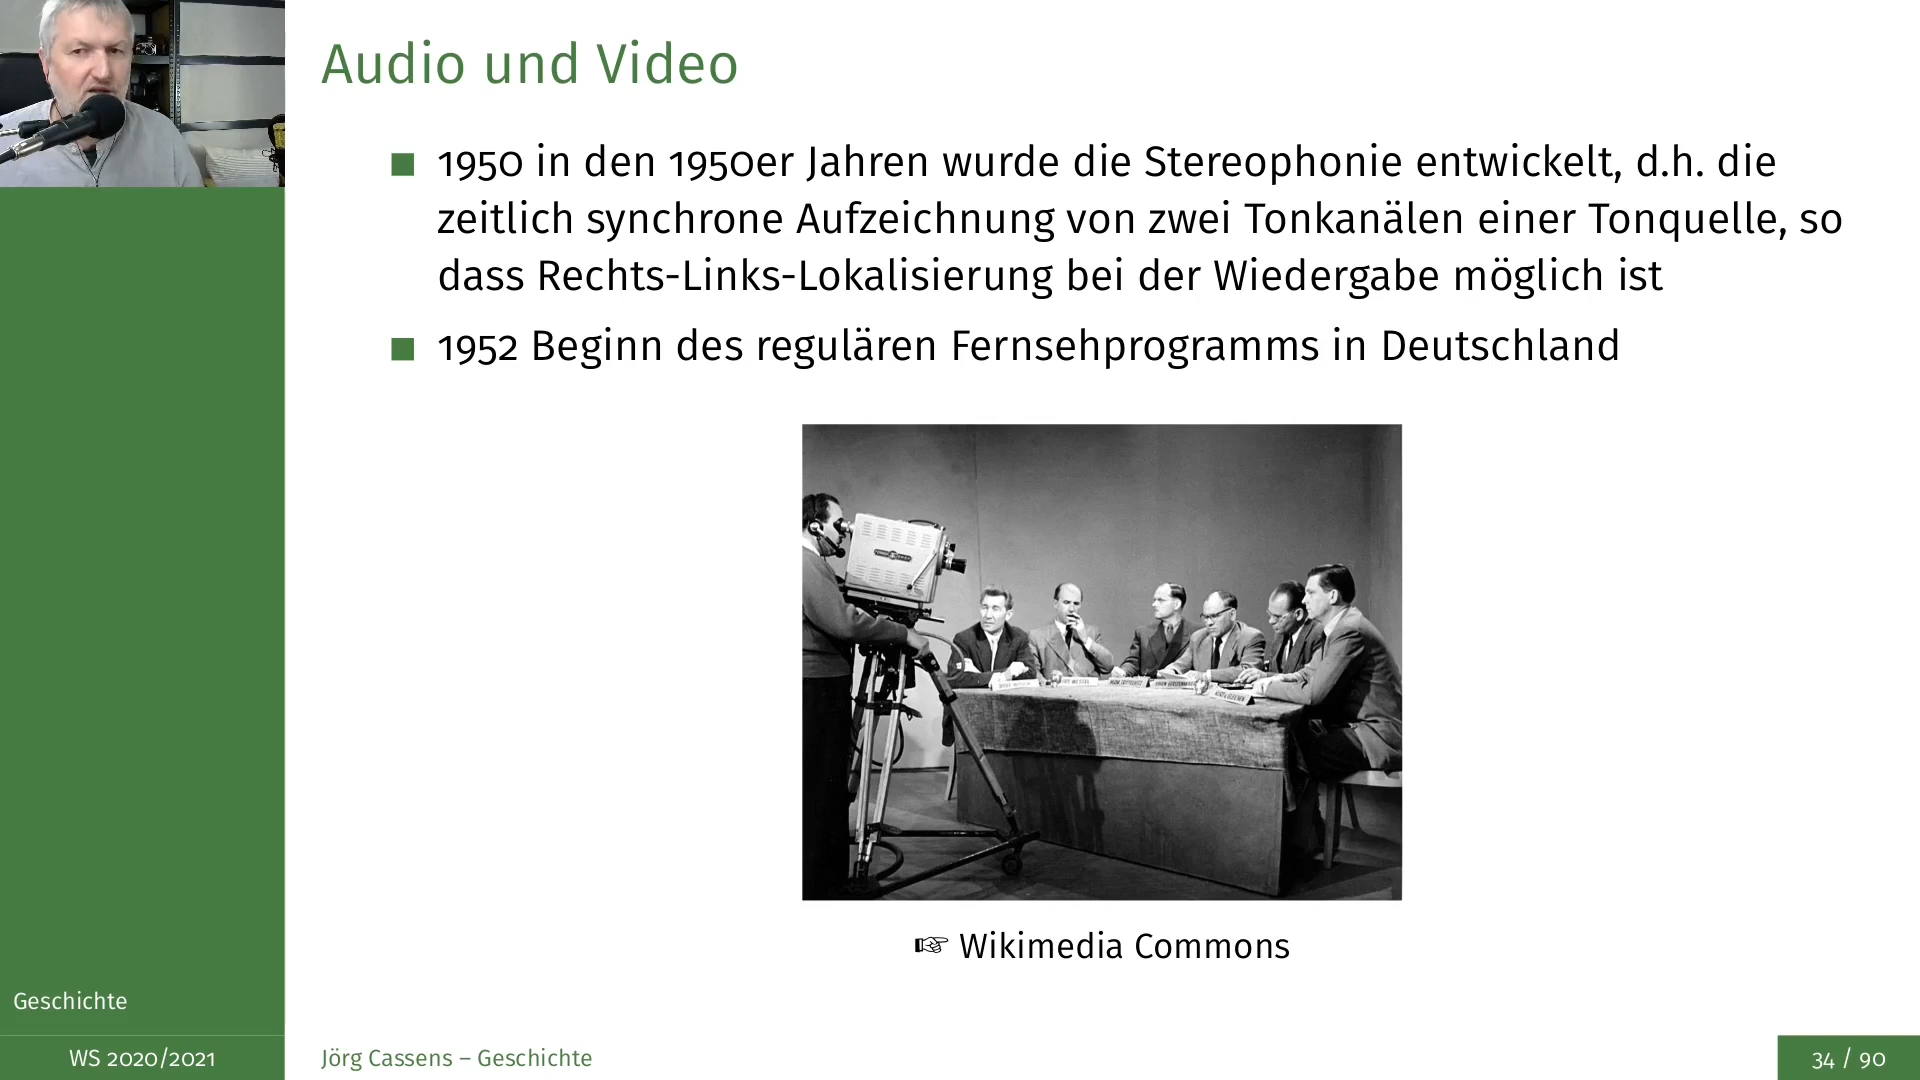 Audio und Video
1950 in den 1950er Jahren wurde die Stereophonie entwickelt, d.h. die
zeitlich synchrone Aufzeichnung von zwei Tonkanälen einer Tonquelle, so
dass Rechts-Links-Lokalisierung bei der Wiedergabe möglich ist
1952 Beginn des regulären Fernsehprogramms in Deutschland
☞ Wikimedia Commons
Geschichte
WS 2020/2021
Jörg Cassens – Geschichte
34 / 90